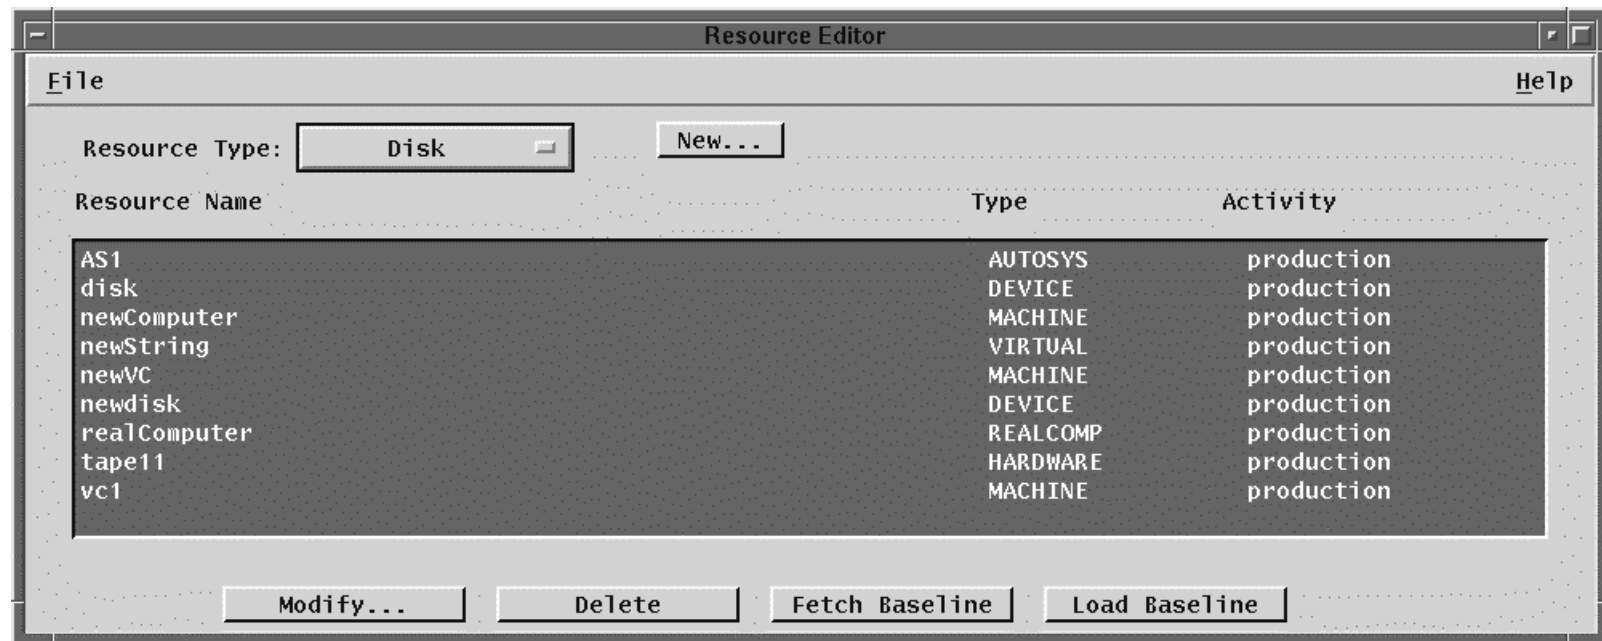 Resource Editor
File Help
Resource Type: Disk New...
Resource Name Type Activity
AS1 AUTOSYS production
disk DEVICE production
newComputer MACHINE production
newString VIRTUAL production
newVC MACHINE production
newdisk DEVICE production
realComputer REALCOMP production
tape11 HARDWARE production
vc1 MACHINE production
Modify... Delete Fetch Baseline Load Baseline